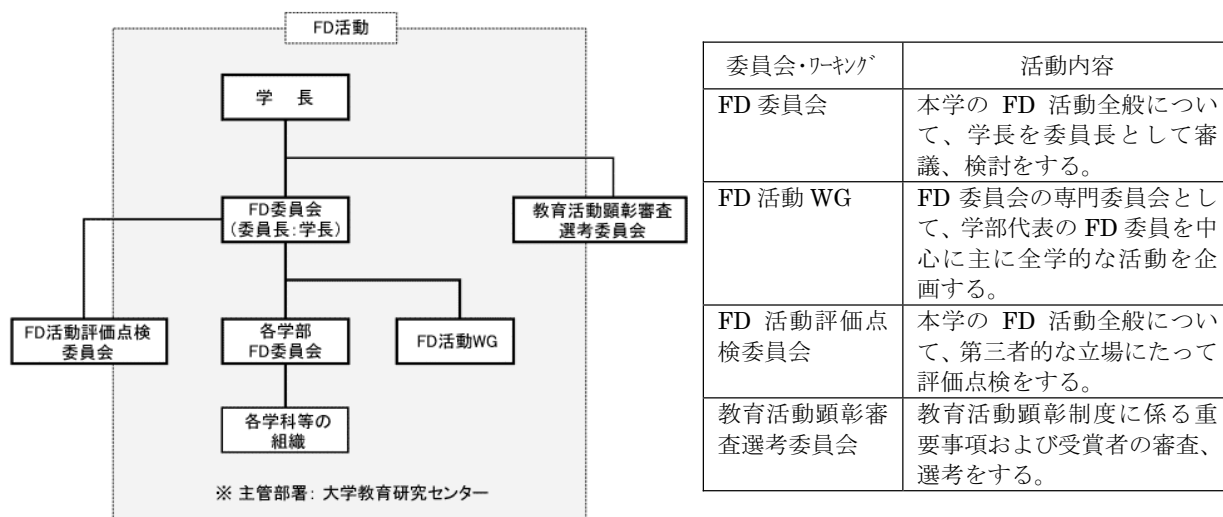 FD活動
学　長
FD委員会
(委員長:学長)
教育活動顕彰審査
選考委員会
FD活動評価点検
委員会
各学部
FD委員会
FD活動WG
各学科等の
組織
※ 主管部署: 大学教育研究センター
委員会・ﾜｰｷﾝｸﾞ
活動内容
FD 委員会
本学の FD 活動全般につい
て、学長を委員長として審
議、検討をする。
FD 活動 WG
FD 委員会の専門委員会とし
て、学部代表の FD 委員を中
心に主に全学的な活動を企
画する。
FD 活動評価点
検委員会
本学の FD 活動全般につい
て、第三者的な立場にたって
評価点検をする。
教育活動顕彰審
査選考委員会
教育活動顕彰制度に係る重
要事項および受賞者の審査、
選考をする。